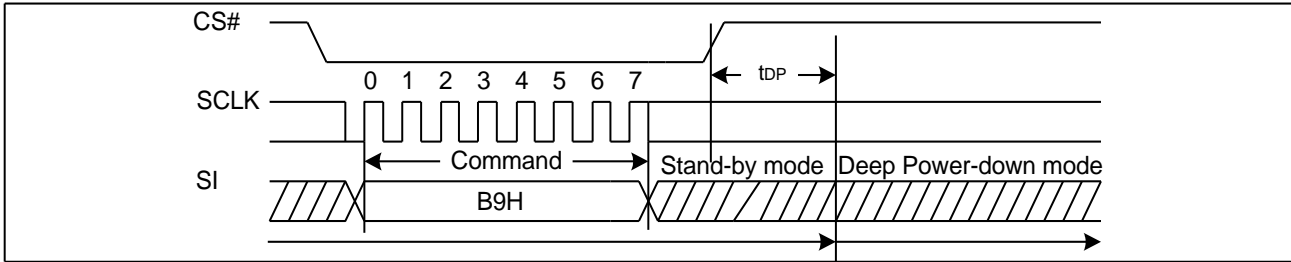 CS#
tDP
0 1 2 3 4 5 6 7
SCLK
Command
Stand-by mode Deep Power-down mode
SI
B9H